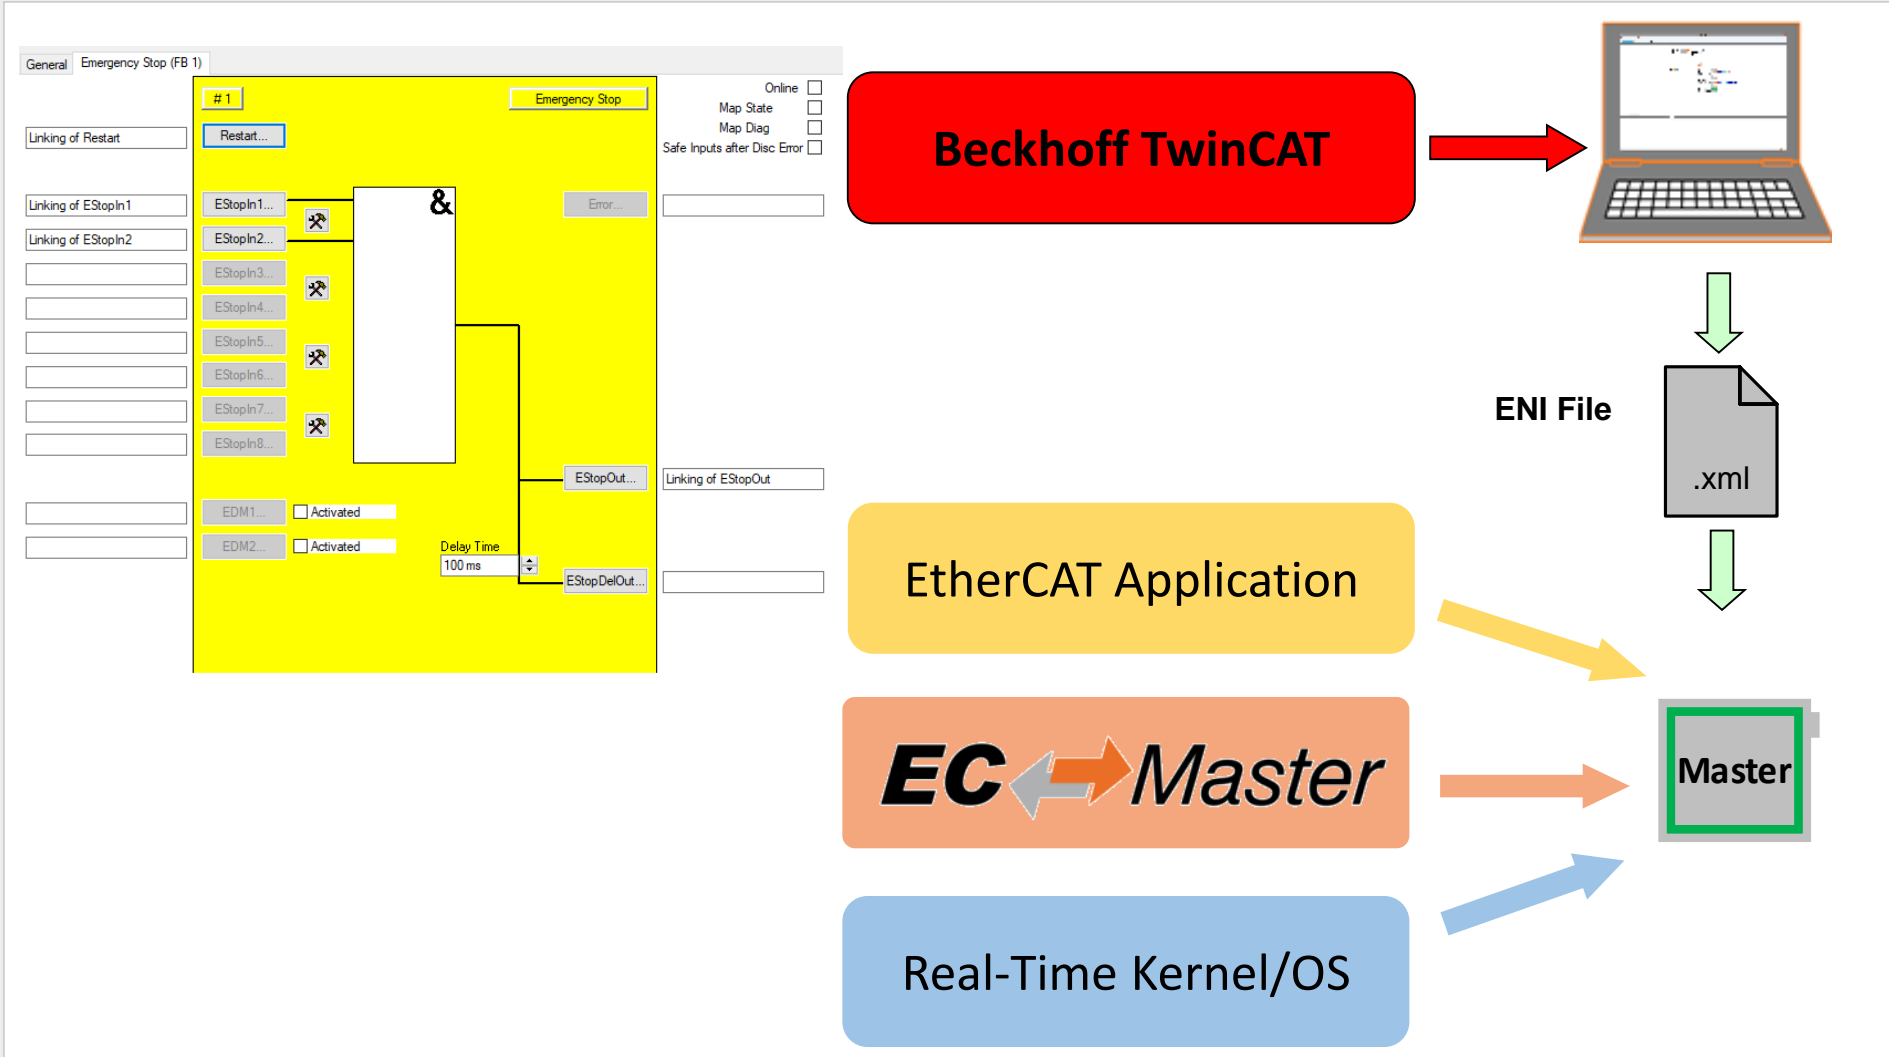 General
Emergency Stop (FB 1)
# 1
Emergency Stop
Online
Map State
Map Diag
Safe Inputs after Disc Error
Linking of Restart
Restart...
Linking of EStopIn1
EStopIn1...
&
Error...
Linking of EStopIn2
EStopIn2...
EStopIn3...
EStopIn4...
EStopIn5...
EStopIn6...
EStopIn7...
EStopIn8...
EStopOut...
Linking of EStopOut
EDM1...
Activated
EDM2...
Activated
Delay Time
100 ms
EStopDelOut...
Beckhoff TwinCAT
ENI File
.xml
EtherCAT Application
EC Master
Master
Real-Time Kernel/OS